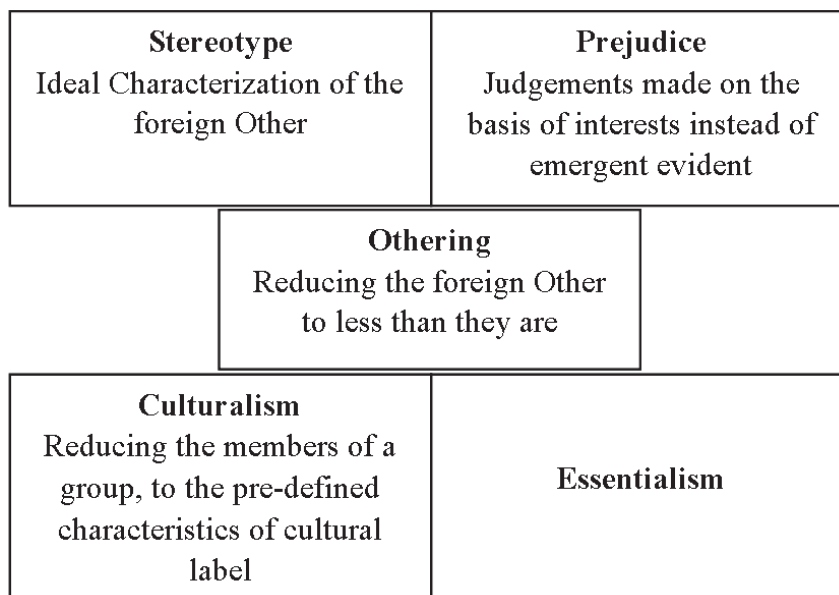 Stereotype
Ideal Characterization of the
foreign Other
Prejudice
Judgements made on the
basis of interests instead of
emergent evident
Othering
Reducing the foreign Other
to less than they are
Culturalism
Reducing the members of a
group, to the pre-defined
characteristics of cultural
label
Essentialism